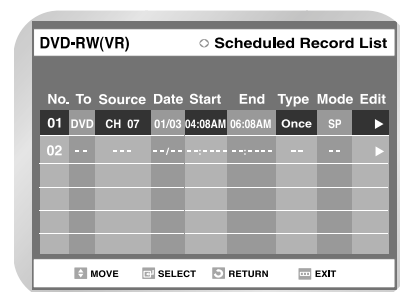 DVD-RW(VR) Scheduled Record List
No. To Source Date Start End Type Mode Edit
01 DVD CH 07 01/03 04:08AM 06:08AM Once SP ►
02 -- --- --/-- --:---- --:---- -- -- ►
MOVE SELECT RETURN EXIT